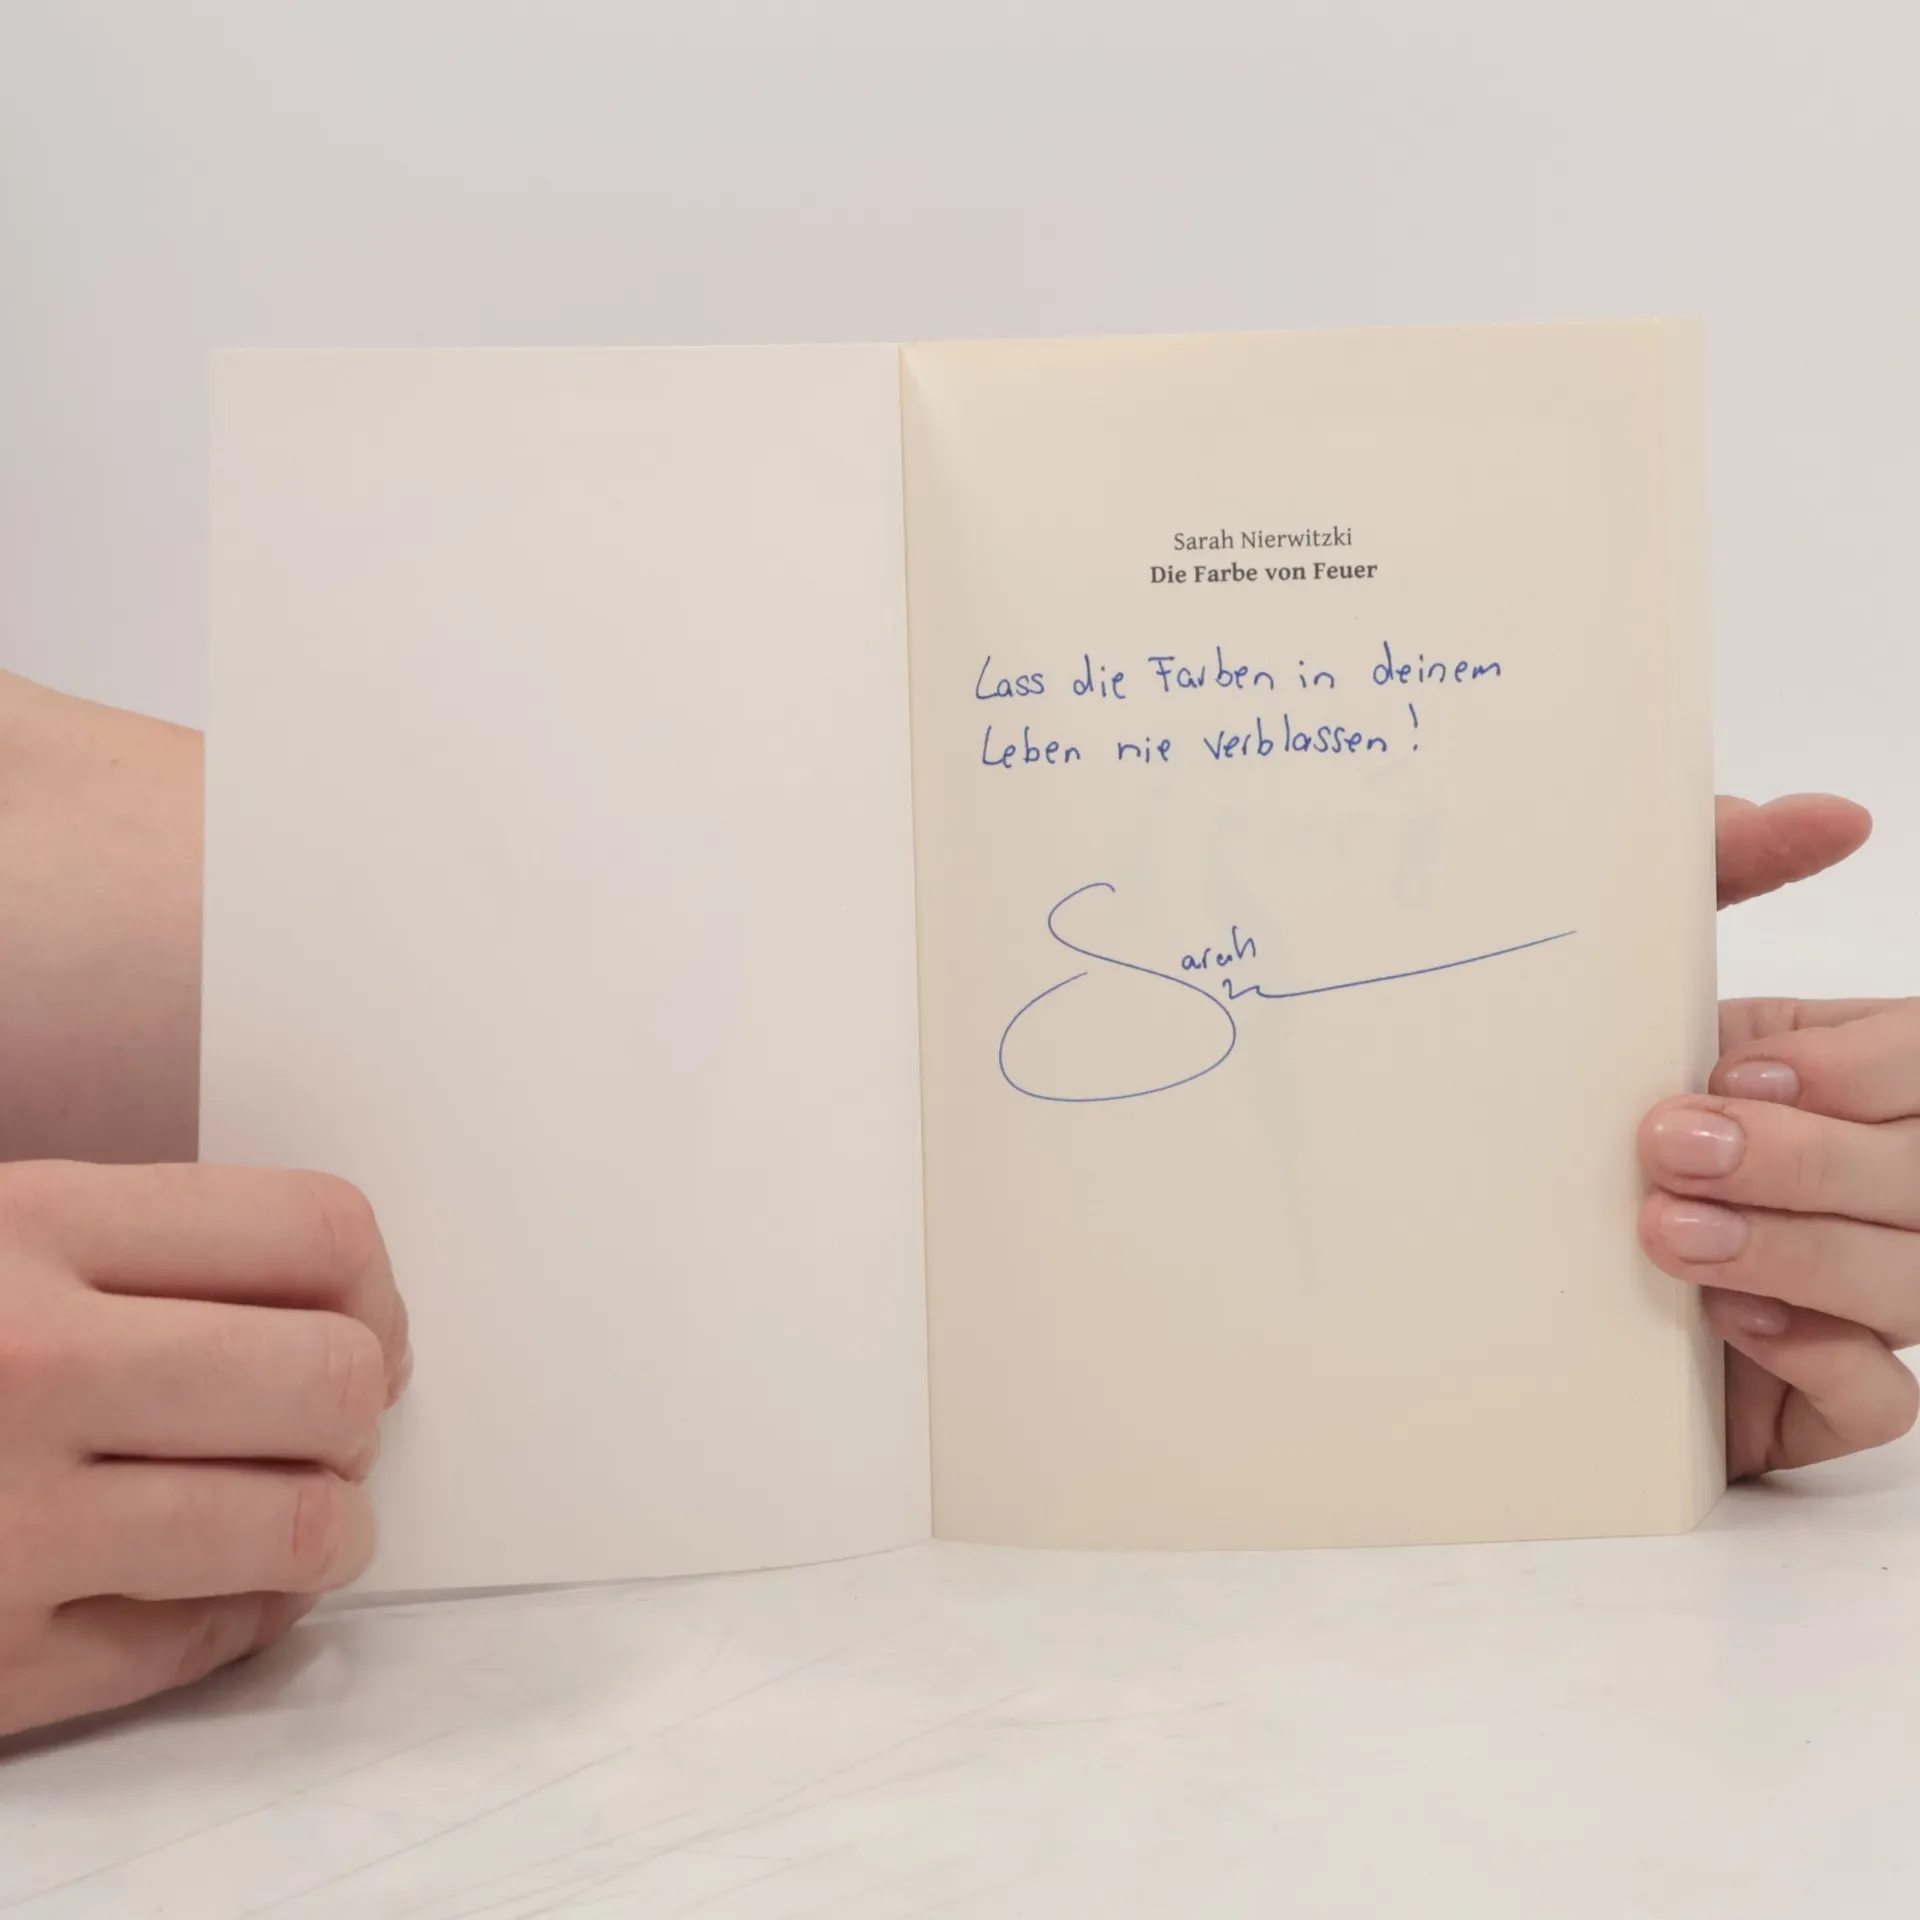 Sarah Nierwitzki
Die Farbe von Feuer
Lass die Farben in deinem
Leben nie verblassen!
Sarah